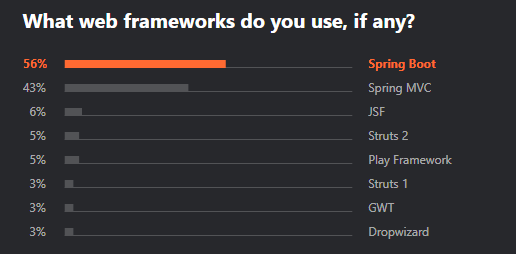 What web frameworks do you use, if any?
56% Spring Boot
43% Spring MVC
6% JSF
5% Struts 2
5% Play Framework
3% Struts 1
3% GWT
3% Dropwizard